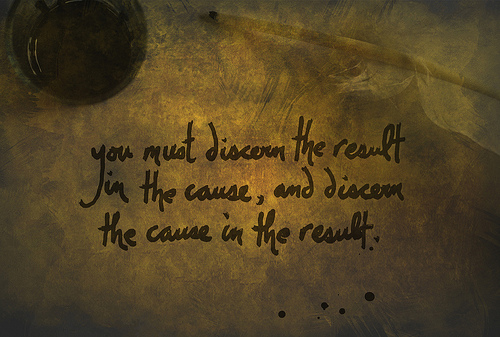 you must discern the result
in the cause, and discern
the cause in the result.